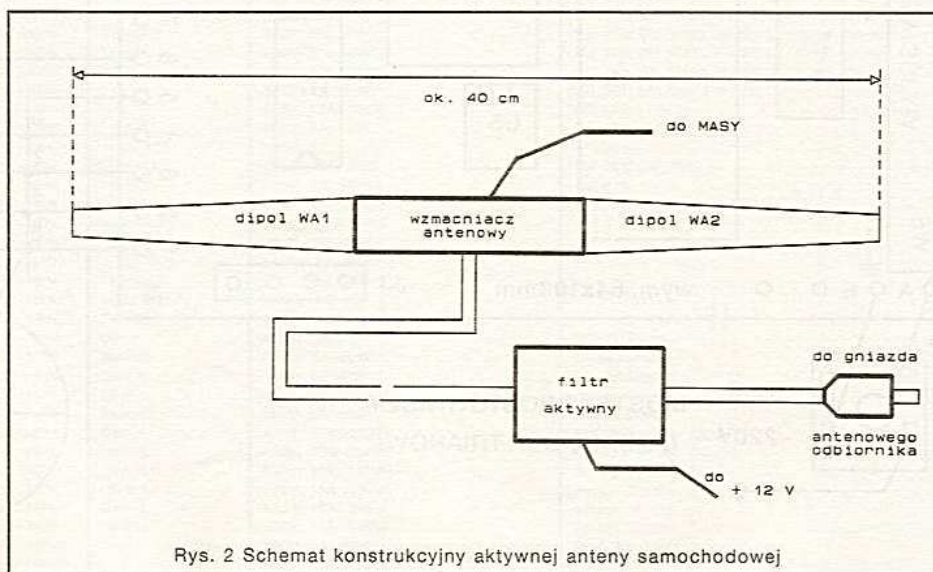 ok. 40 cm
do MASY
dipol WA1
wzmacniacz
antenowy
dipol WA2
filtr
aktywny
do gniazda
antenowego
odbiornika
do
+ 12 V
Rys. 2 Schemat konstrukcyjny aktywnej anteny samochodowej